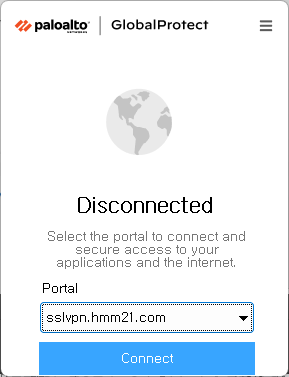 paloalto NETWORKS | GlobalProtect
Disconnected
Select the portal to connect and
secure access to your
applications and the internet.
Portal
sslvpn.hmm21.com
Connect